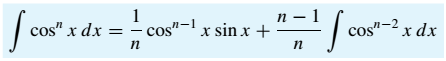 ∫ cosⁿ x dx = 1/n cosⁿ⁻¹ x sin x + (n − 1)/n ∫ cosⁿ⁻² x dx